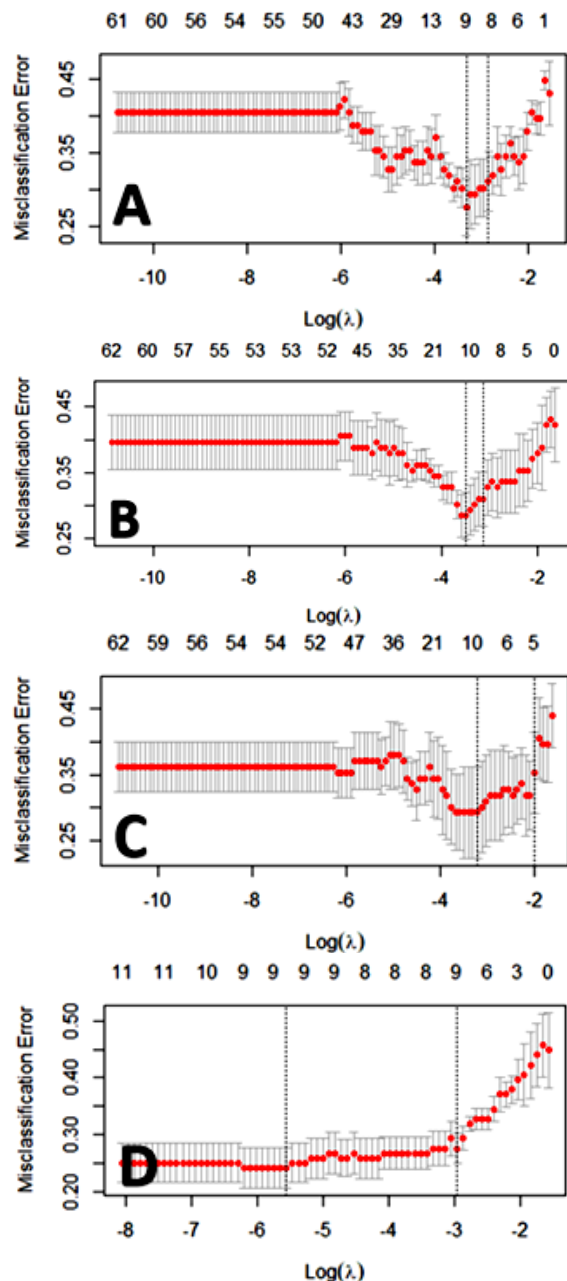 61 60 56 54 55 50 43 29 13 9 8 6 1
Misclassification Error
0.45
0.35
0.25
A
-10 -8 -6 -4 -2
Log(λ)
62 60 57 55 53 53 52 45 35 21 10 8 5 0
Misclassification Error
0.45
0.35
0.25
B
-10 -8 -6 -4 -2
Log(λ)
62 59 56 54 54 52 47 36 21 10 6 5
Misclassification Error
0.45
0.35
0.25
C
-10 -8 -6 -4 -2
Log(λ)
11 11 10 9 9 9 9 8 8 8 9 6 3 0
Misclassification Error
0.50
0.40
0.30
0.20
D
-8 -7 -6 -5 -4 -3 -2
Log(λ)